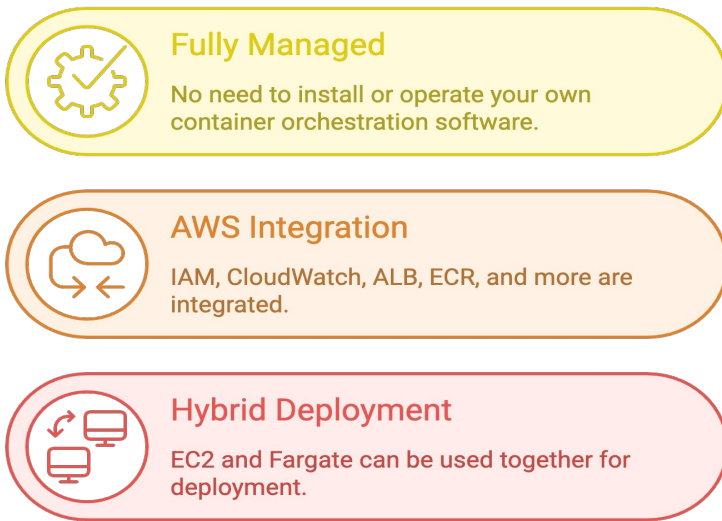 Fully Managed
No need to install or operate your own
container orchestration software.
AWS Integration
IAM, CloudWatch, ALB, ECR, and more are
integrated.
Hybrid Deployment
EC2 and Fargate can be used together for
deployment.